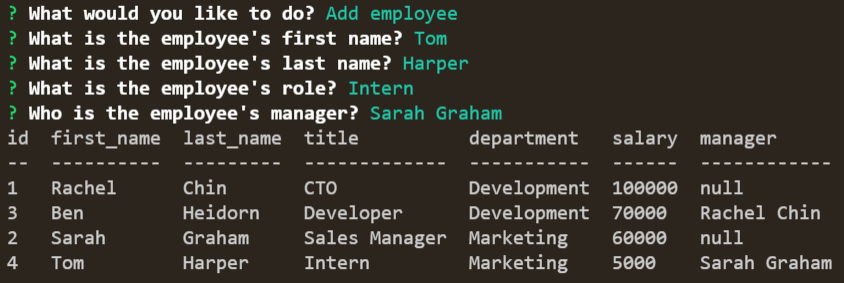 ? What would you like to do? Add employee
? What is the employee's first name? Tom
? What is the employee's last name? Harper
? What is the employee's role? Intern
? Who is the employee's manager? Sarah Graham
id  first_name  last_name  title          department   salary  manager
--  ----------  ---------  -------------  -----------  ------  ------------
1   Rachel      Chin       CTO            Development  100000  null
3   Ben         Heidorn    Developer      Development  70000   Rachel Chin
2   Sarah       Graham     Sales Manager  Marketing    60000   null
4   Tom         Harper     Intern         Marketing    5000    Sarah Graham